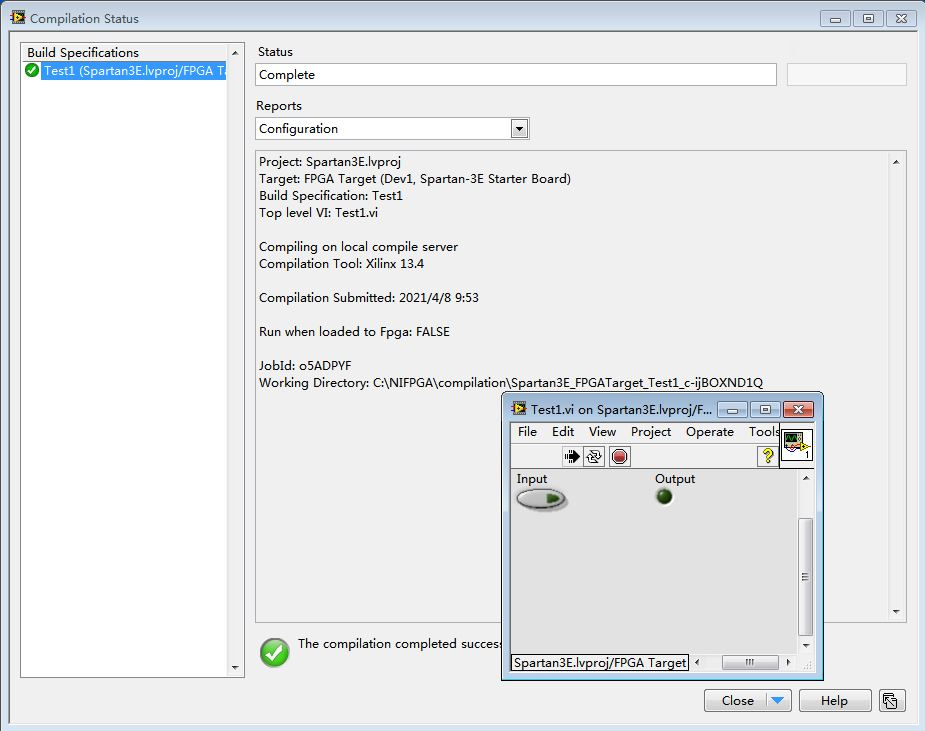 Compilation Status
Build Specifications
Test1 (Spartan3E.lvproj/FPGA T
Status
Complete
Reports
Configuration
Project: Spartan3E.lvproj
Target: FPGA Target (Dev1, Spartan-3E Starter Board)
Build Specification: Test1
Top level VI: Test1.vi
Compiling on local compile server
Compilation Tool: Xilinx 13.4
Compilation Submitted: 2021/4/8 9:53
Run when loaded to Fpga: FALSE
JobId: o5ADPYF
Working Directory: C:\NIFPGA\compilation\Spartan3E_FPGATarget_Test1_c-ijBOXND1Q
Test1.vi on Spartan3E.lvproj/F...
File Edit View Project Operate Tools
?
1
Input Output
Spartan3E.lvproj/FPGA Target
The compilation completed success
Close Help